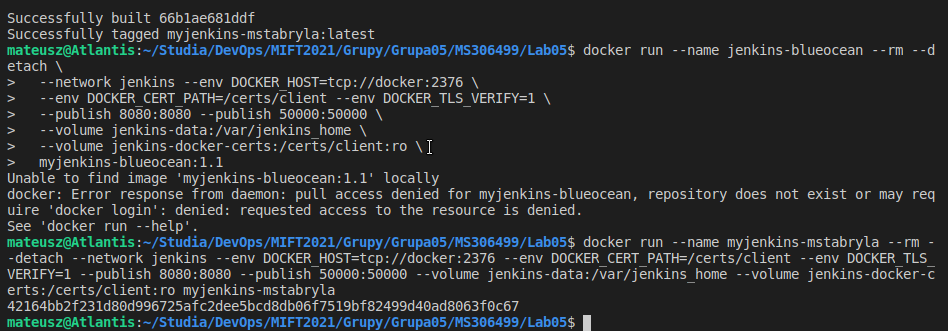 Successfully built 66b1ae681ddf
Successfully tagged myjenkins-mstabryla:latest
mateusz@Atlantis:~/Studia/DevOps/MIFT2021/Grupy/Grupa05/MS306499/Lab05$ docker run --name jenkins-blueocean --rm --d
etach \
>   --network jenkins --env DOCKER_HOST=tcp://docker:2376 \
>   --env DOCKER_CERT_PATH=/certs/client --env DOCKER_TLS_VERIFY=1 \
>   --publish 8080:8080 --publish 50000:50000 \
>   --volume jenkins-data:/var/jenkins_home \
>   --volume jenkins-docker-certs:/certs/client:ro \
>   myjenkins-blueocean:1.1
Unable to find image 'myjenkins-blueocean:1.1' locally
docker: Error response from daemon: pull access denied for myjenkins-blueocean, repository does not exist or may req
uire 'docker login': denied: requested access to the resource is denied.
See 'docker run --help'.
mateusz@Atlantis:~/Studia/DevOps/MIFT2021/Grupy/Grupa05/MS306499/Lab05$ docker run --name myjenkins-mstabryla --rm -
-detach --network jenkins --env DOCKER_HOST=tcp://docker:2376 --env DOCKER_CERT_PATH=/certs/client --env DOCKER_TLS_
VERIFY=1 --publish 8080:8080 --publish 50000:50000 --volume jenkins-data:/var/jenkins_home --volume jenkins-docker-c
erts:/certs/client:ro myjenkins-mstabryla
42164bb2f231d80d996725afc2dee5bcd8db06f7519bf82499d40ad8063f0c67
mateusz@Atlantis:~/Studia/DevOps/MIFT2021/Grupy/Grupa05/MS306499/Lab05$